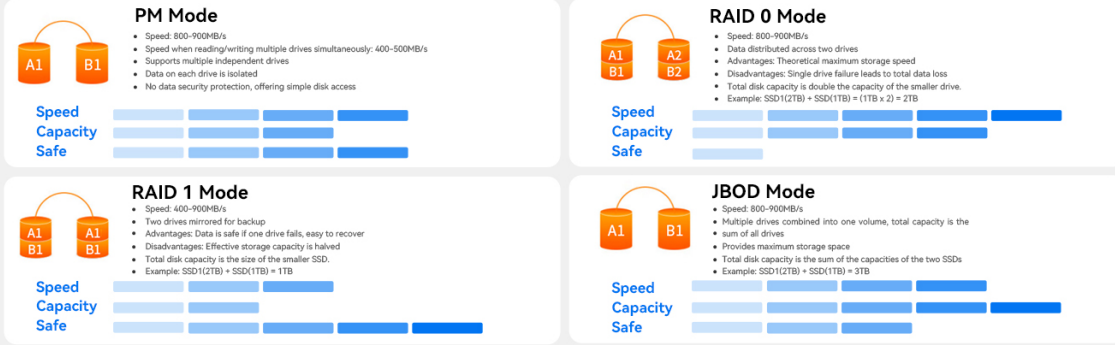 PM Mode
Speed: 800-900MB/s
Speed when reading/writing multiple drives simultaneously: 400-500MB/s
Supports multiple independent drives
Data on each drive is isolated
No data security protection, offering simple disk access
A1
B1
Speed
Capacity
Safe
RAID 0 Mode
Speed: 800-900MB/s
Data distributed across two drives
Advantages: Theoretical maximum storage speed
Disadvantages: Single drive failure leads to total data loss
Total disk capacity is double the capacity of the smaller drive.
Example: SSD1(2TB) + SSD(1TB) = (1TB x 2) = 2TB
A1 A2
B1 B2
Speed
Capacity
Safe
RAID 1 Mode
Speed: 400-900MB/s
Two drives mirrored for backup
Advantages: Data is safe if one drive fails, easy to recover
Disadvantages: Effective storage capacity is halved
Total disk capacity is the size of the smaller SSD.
Example: SSD1(2TB) + SSD(1TB) = 1TB
A1 A1
B1 B1
Speed
Capacity
Safe
JBOD Mode
Speed: 800-900MB/s
Multiple drives combined into one volume, total capacity is the
sum of all drives
Provides maximum storage space
Total disk capacity is the sum of the capacities of the two SSDs
Example: SSD1(2TB) + SSD(1TB) = 3TB
A1
B1
Speed
Capacity
Safe